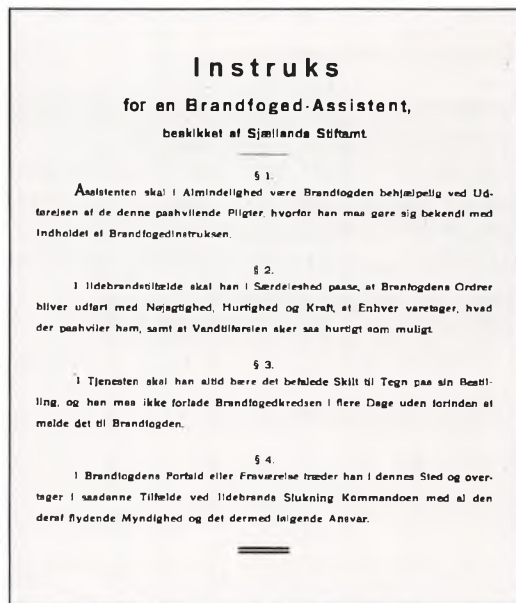 Instruks
for en Brandfoged-Assistent,
beskikket af Sjællands Stiftamt
§ 1.
Assistenten skal i Almindelighed være Brandfogden behjælpelig ved Ud-
førelsen af de denne paahvilende Pligter, hvorfor han maa gøre sig bekendt med
Indholdet af Brandfogedinstruksen.
§ 2.
I Ildebrandstilfælde skal han i Særdeleshed paase, at Branfogdens Ordrer
bliver udført med Nøjagtighed, Hurtighed og Kraft, at Enhver varetager, hvad
der paahviler ham, samt at Vandtilførslen sker saa hurtigt som muligt.
§ 3.
I Tjenesten skal han altid bære det befalede Skilt til Tegn paa sin Bestil-
ling, og han maa ikke forlade Brandfogedkredsen i flere Dage uden forinden at
melde det til Brandfogden.
§ 4.
I Brandfogdens Forfald eller Fraværelse træder han i dennes Sted og over-
tager i saadanne Tilfælde ved Ildebrands Slukning Kommandoen med al den
deraf flydende Myndighed og det dermed følgende Ansvar.